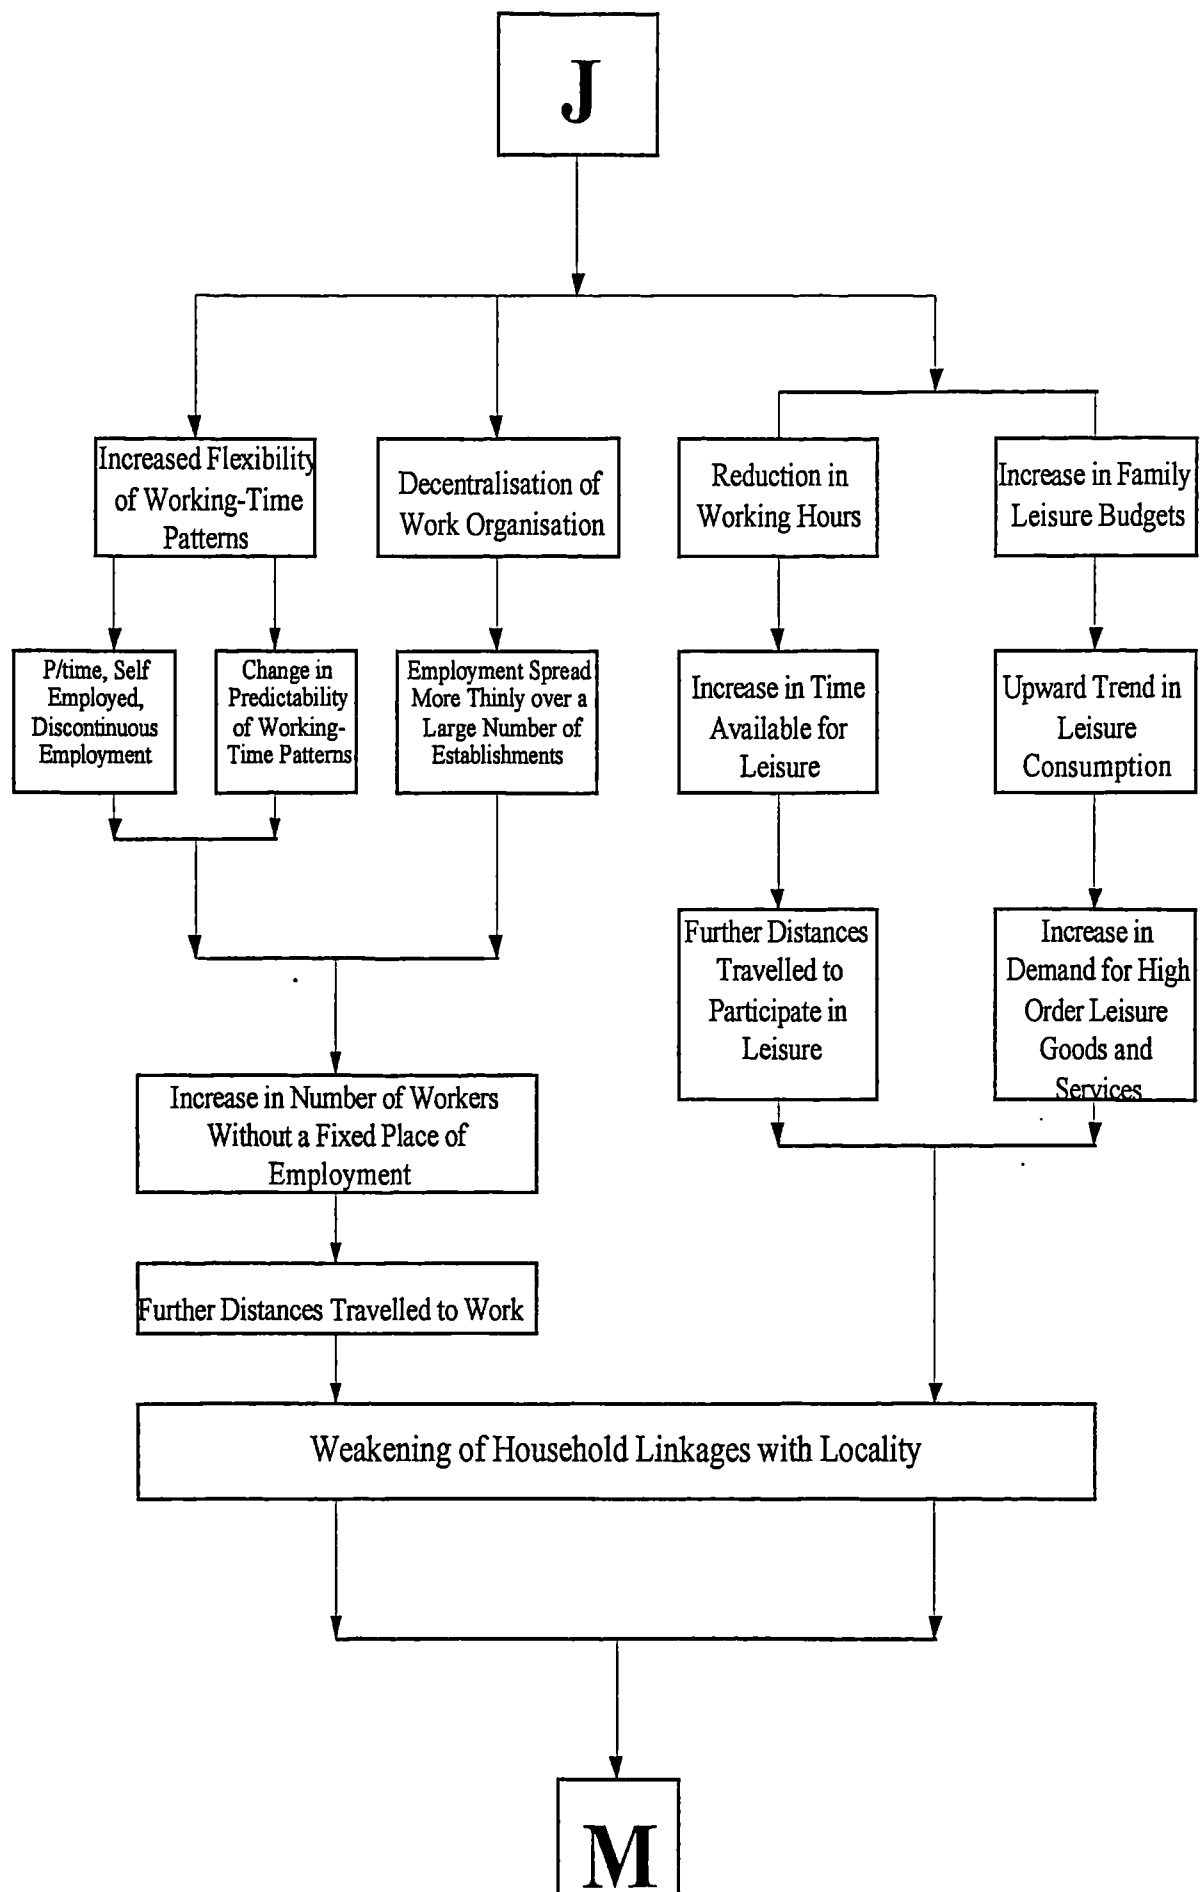 J
Increased Flexibility
of Working-Time
Patterns
Decentralisation of
Work Organisation
Reduction in
Working Hours
Increase in Family
Leisure Budgets
P/time, Self
Employed,
Discontinuous
Employment
Change in
Predictability
of Working-
Time Patterns
Employment Spread
More Thinly over a
Large Number of
Establishments
Increase in Time
Available for
Leisure
Upward Trend in
Leisure
Consumption
Further Distances
Travelled to
Participate in
Leisure
Increase in
Demand for High
Order Leisure
Goods and
Services
Increase in Number of Workers
Without a Fixed Place of
Employment
Further Distances Travelled to Work
Weakening of Household Linkages with Locality
M